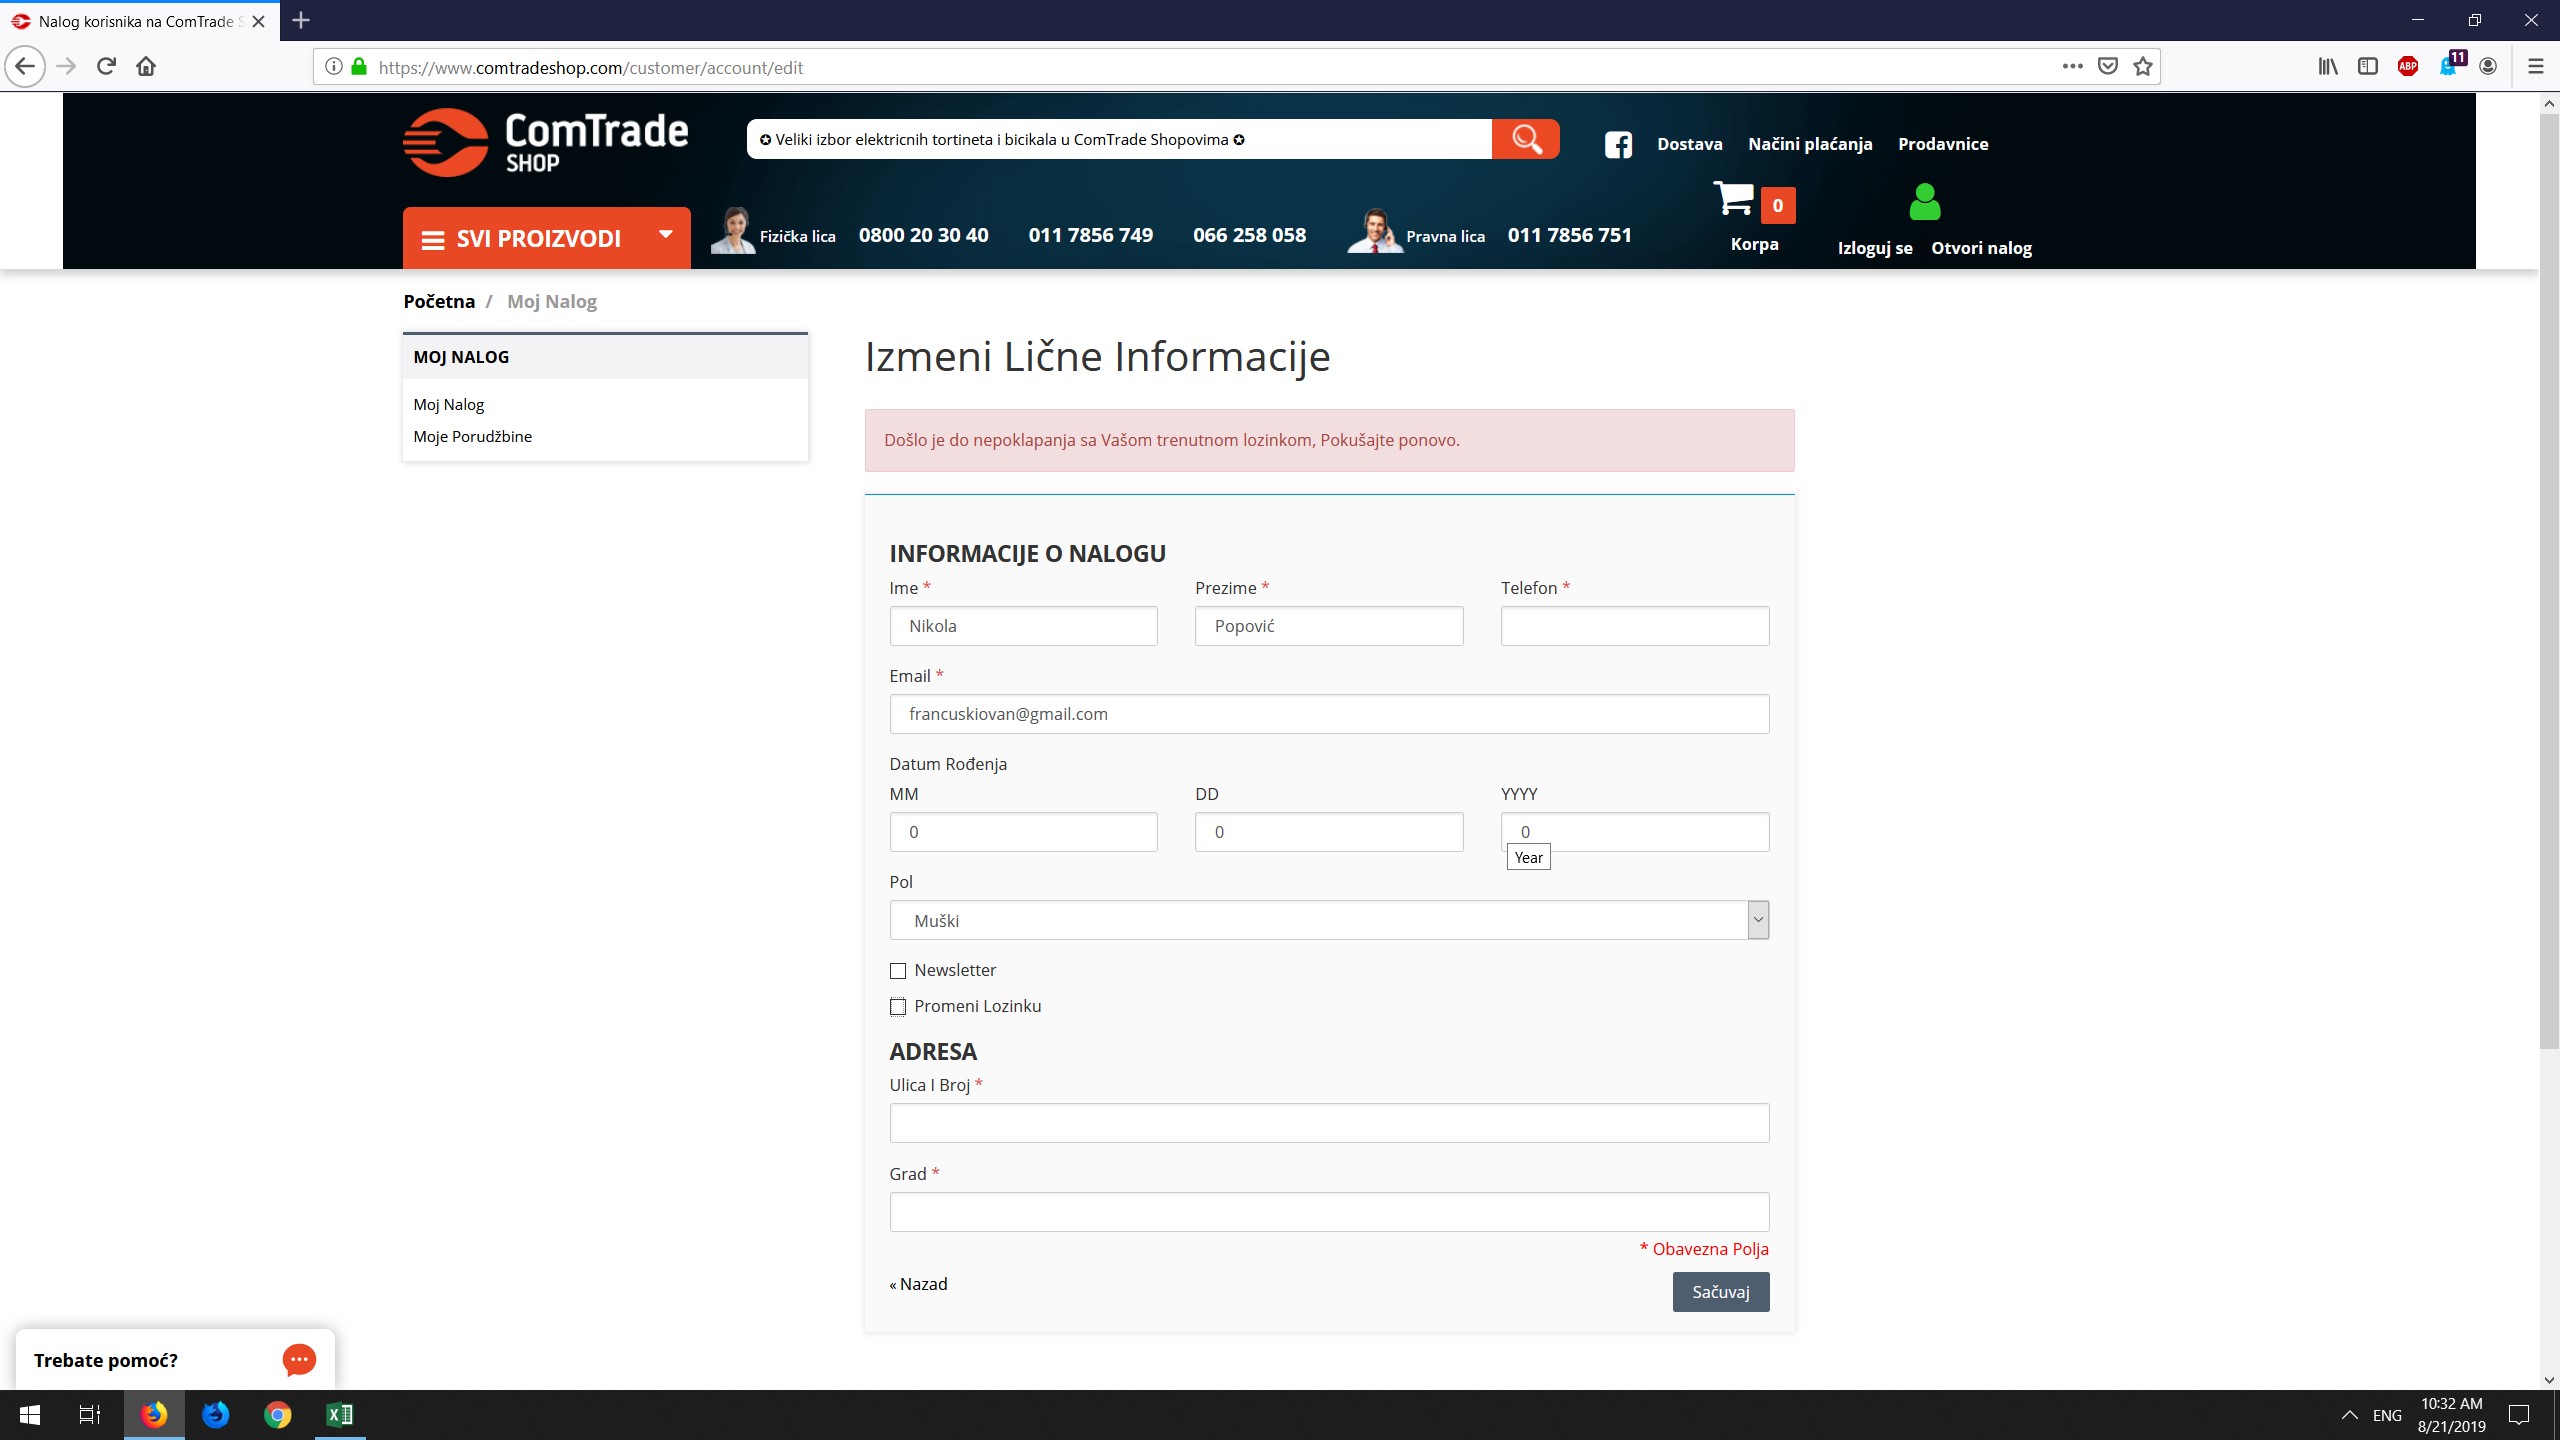 Nalog korisnika na ComTrade S
https://www.comtradeshop.com/customer/account/edit
ABP
11
ComTrade
SHOP
✪ Veliki izbor elektricnih tortineta i bicikala u ComTrade Shopovima ✪
Dostava
Načini plaćanja
Prodavnice
SVI PROIZVODI
Fizička lica
0800 20 30 40
011 7856 749
066 258 058
Pravna lica
011 7856 751
0
Korpa
Izloguj se
Otvori nalog
Početna / Moj Nalog
MOJ NALOG
Moj Nalog
Moje Porudžbine
Izmeni Lične Informacije
Došlo je do nepoklapanja sa Vašom trenutnom lozinkom, Pokušajte ponovo.
INFORMACIJE O NALOGU
Ime *
Prezime *
Telefon *
Nikola
Popović
Email *
francuskiovan@gmail.com
Datum Rođenja
MM
DD
YYYY
0
0
0
Year
Pol
Muški
Newsletter
Promeni Lozinku
ADRESA
Ulica I Broj *
Grad *
* Obavezna Polja
« Nazad
Sačuvaj
Trebate pomoć?
ENG
10:32 AM
8/21/2019